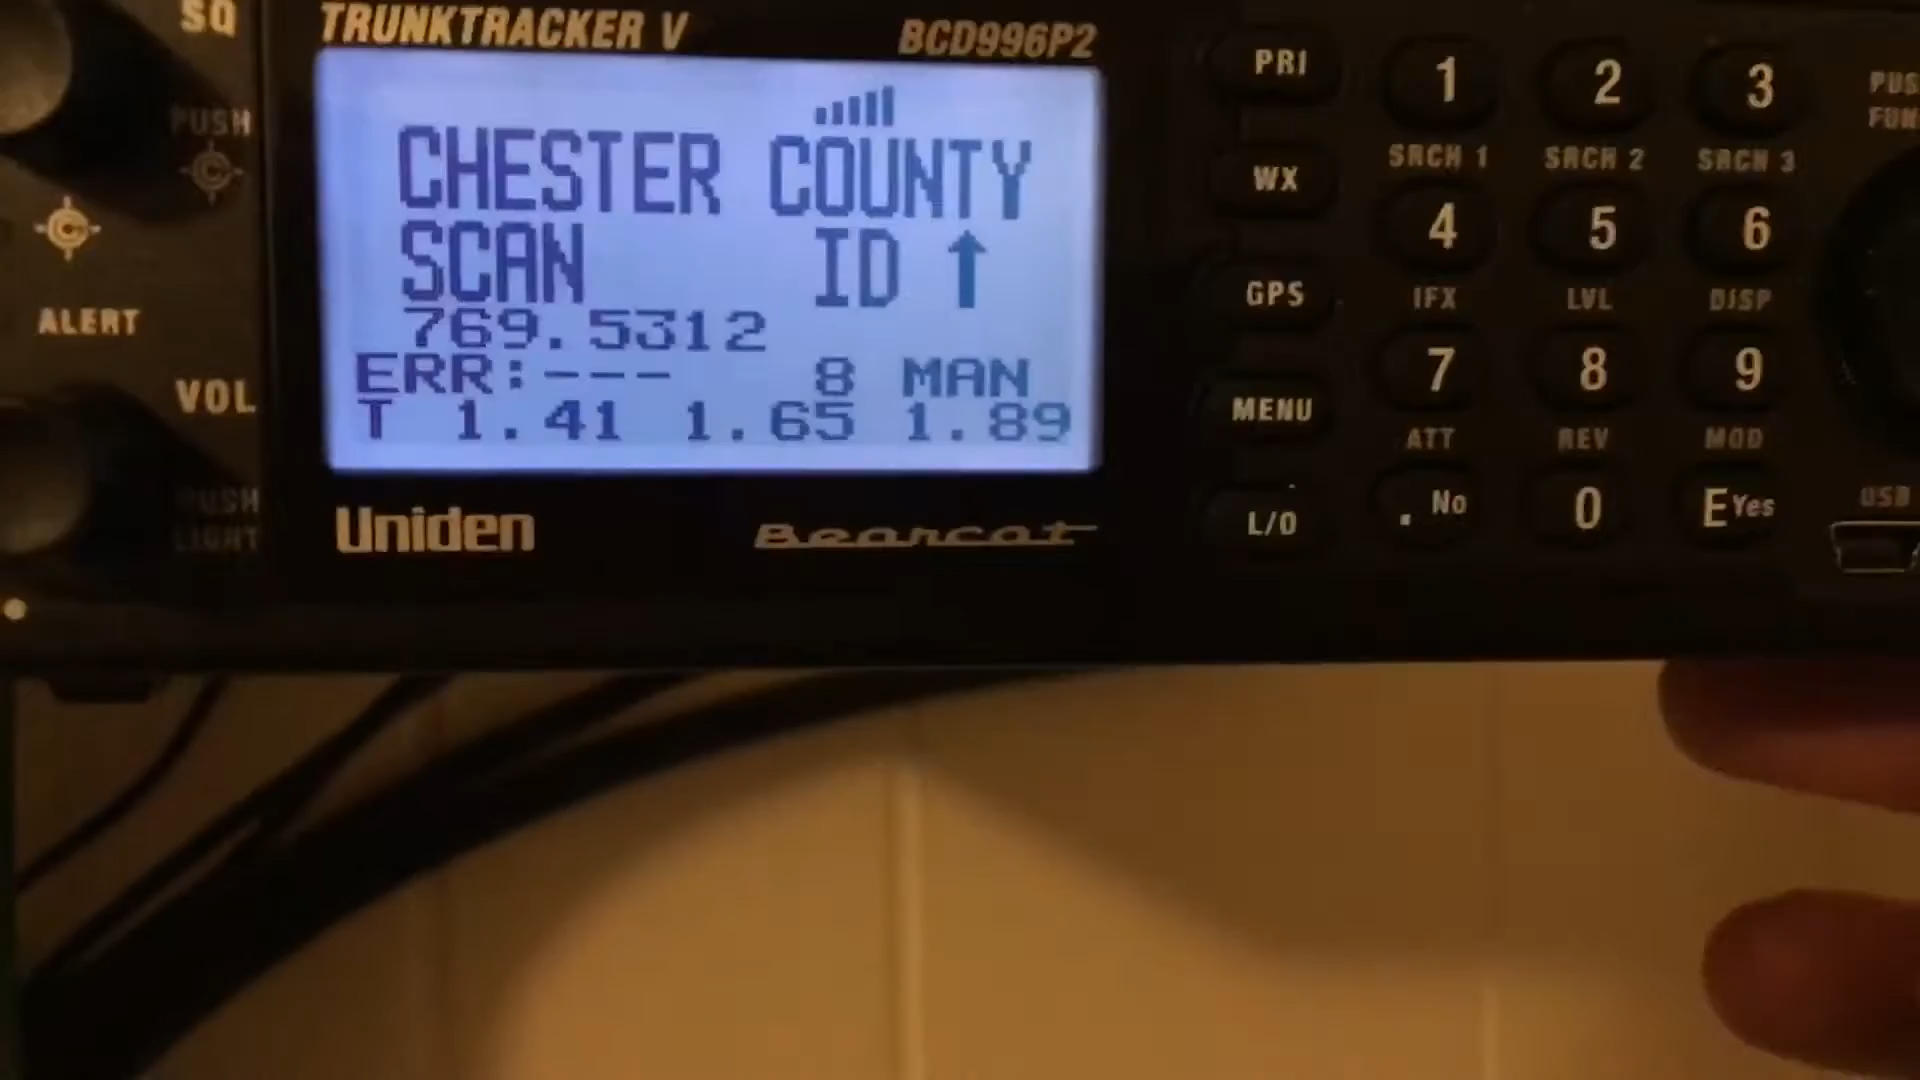 SQ
TRUNKTRACKER V
BCD996P2
PUSH
ALERT
VOL
PUSH
LIGHT
CHESTER COUNTY
SCAN ID ↑
769.5312
ERR:--- 8 MAN
T 1.41 1.65 1.89
Uniden
Bearcat
PRI
WX
GPS
MENU
L/O
1 2 3
SRCH 1 SRCH 2 SRCH 3
4 5 6
IFX LVL DISP
7 8 9
ATT REV MOD
. No 0 E Yes
USB